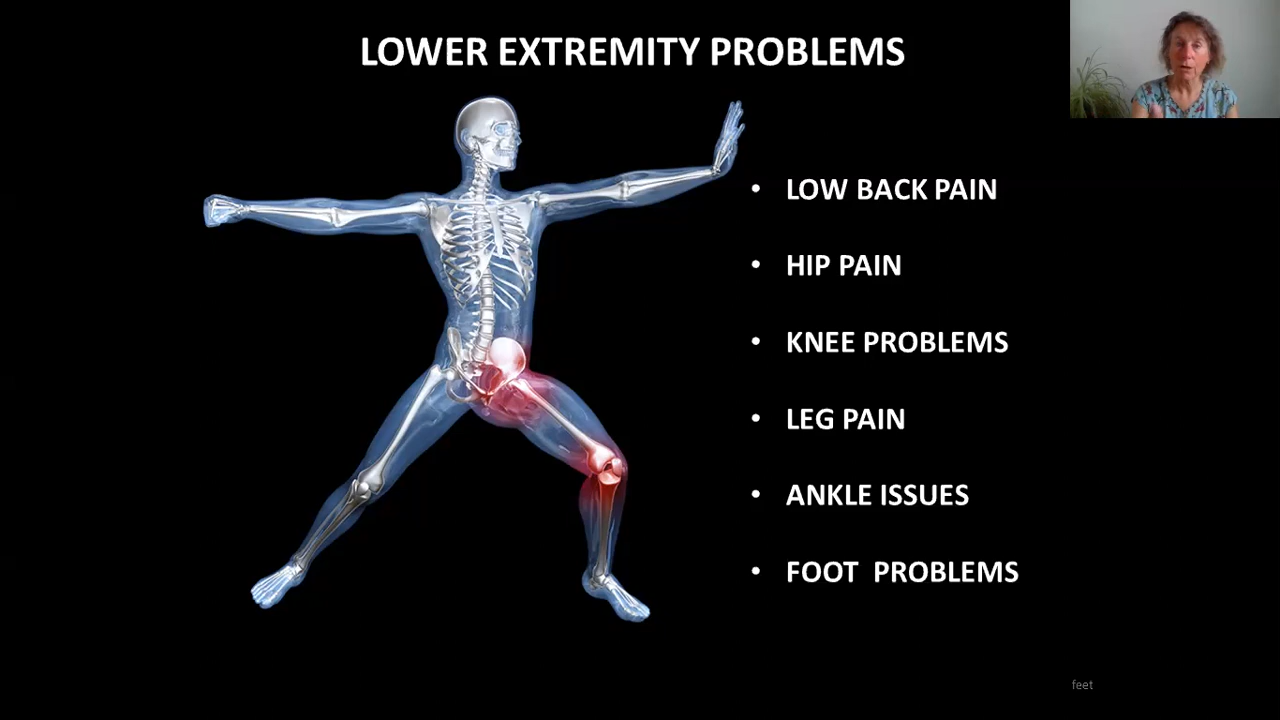 LOWER EXTREMITY PROBLEMS
• LOW BACK PAIN
• HIP PAIN
• KNEE PROBLEMS
• LEG PAIN
• ANKLE ISSUES
• FOOT PROBLEMS
feet